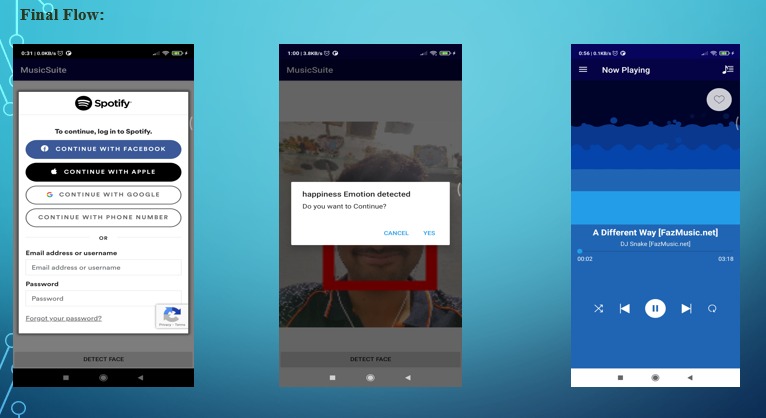 Final Flow:
0:31 | 0.0KB/s
MusicSuite
Spotify
To continue, log in to Spotify.
CONTINUE WITH FACEBOOK
CONTINUE WITH APPLE
CONTINUE WITH GOOGLE
CONTINUE WITH PHONE NUMBER
OR
Email address or username
Email address or username
Password
Password
Forgot your password?
Privacy - Terms
DETECT FACE
1:00 | 3.8KB/s
MusicSuite
happiness Emotion detected
Do you want to Continue?
CANCEL YES
DETECT FACE
0:56 | 0.1KB/s
Now Playing
A Different Way [FazMusic.net]
DJ Snake [FazMusic.net]
00:02 03:18